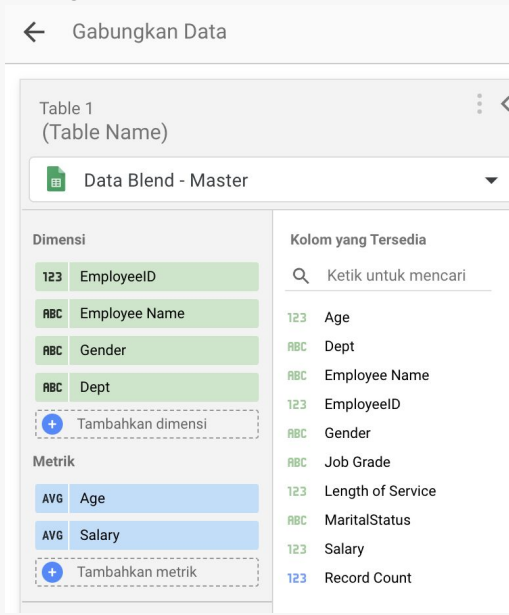 Gabungkan Data
Table 1
(Table Name)
Data Blend - Master
Dimensi
123 EmployeeID
ABC Employee Name
ABC Gender
ABC Dept
Tambahkan dimensi
Metrik
AVG Age
AVG Salary
Tambahkan metrik
Kolom yang Tersedia
Ketik untuk mencari
123 Age
ABC Dept
ABC Employee Name
123 EmployeeID
ABC Gender
ABC Job Grade
123 Length of Service
ABC MaritalStatus
123 Salary
123 Record Count